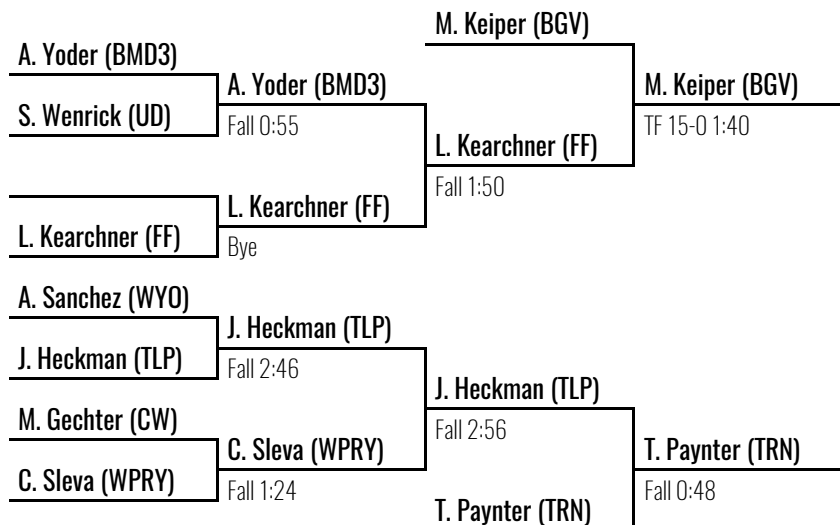 M. Keiper (BGV)
A. Yoder (BMD3)
A. Yoder (BMD3)
M. Keiper (BGV)
S. Wenrick (UD)
Fall 0:55
TF 15-0 1:40
L. Kearchner (FF)
Fall 1:50
L. Kearchner (FF)
L. Kearchner (FF)
Bye
A. Sanchez (WYO)
J. Heckman (TLP)
J. Heckman (TLP)
Fall 2:46
J. Heckman (TLP)
M. Gechter (CW)
Fall 2:56
C. Sleva (WPRY)
T. Paynter (TRN)
C. Sleva (WPRY)
Fall 1:24
Fall 0:48
T. Paynter (TRN)